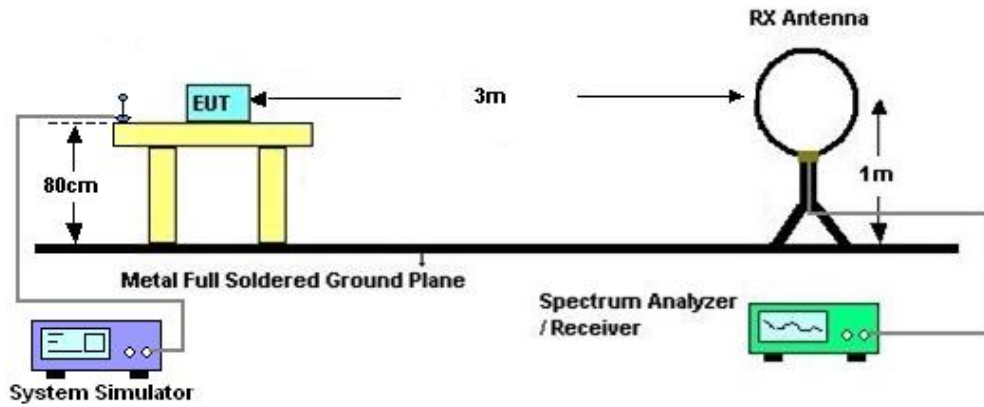 RX Antenna
EUT
3m
80cm
1m
Metal Full Soldered Ground Plane
Spectrum Analyzer
/ Receiver
System Simulator